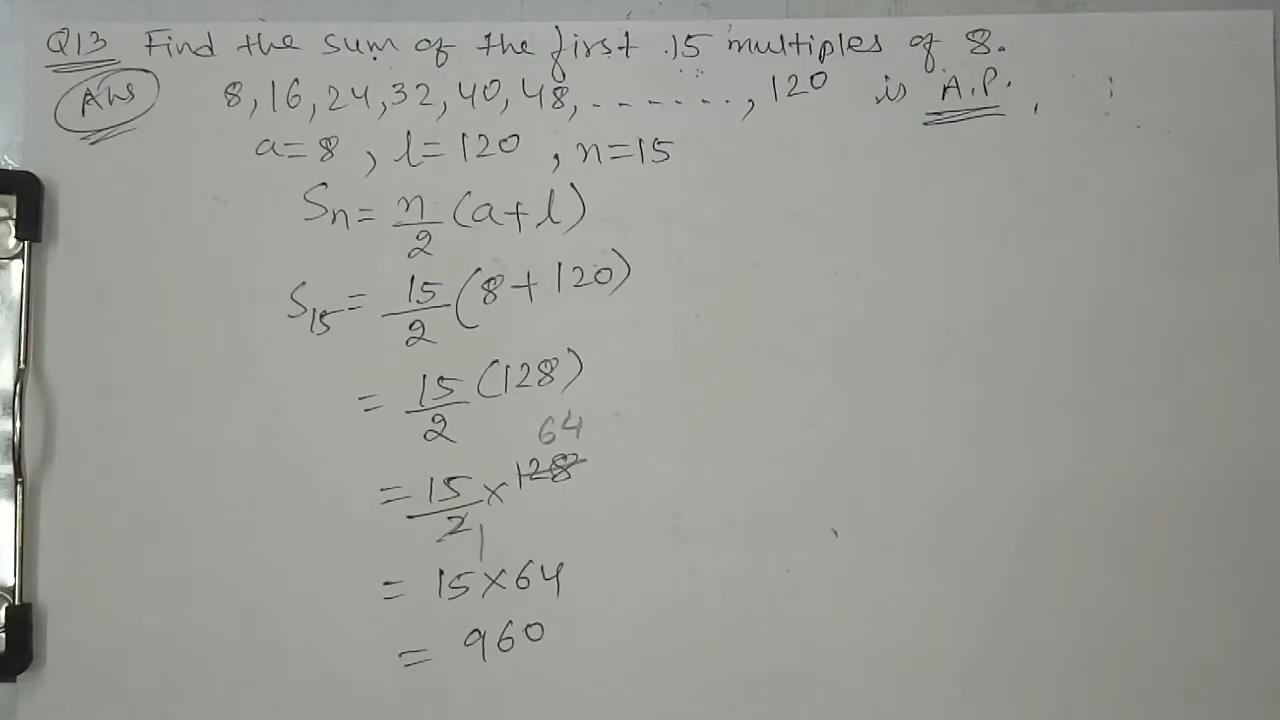 Q13 Find the sum of the first 15 multiples of 8.
Ans 8, 16, 24, 32, 40, 48, -------, 120 is A.P.
a=8, l=120, n=15
Sn = n/2 (a+l)
S15 = 15/2 (8+120)
= 15/2 (128)
64
= 15/2 × 128
1
= 15×64
= 960